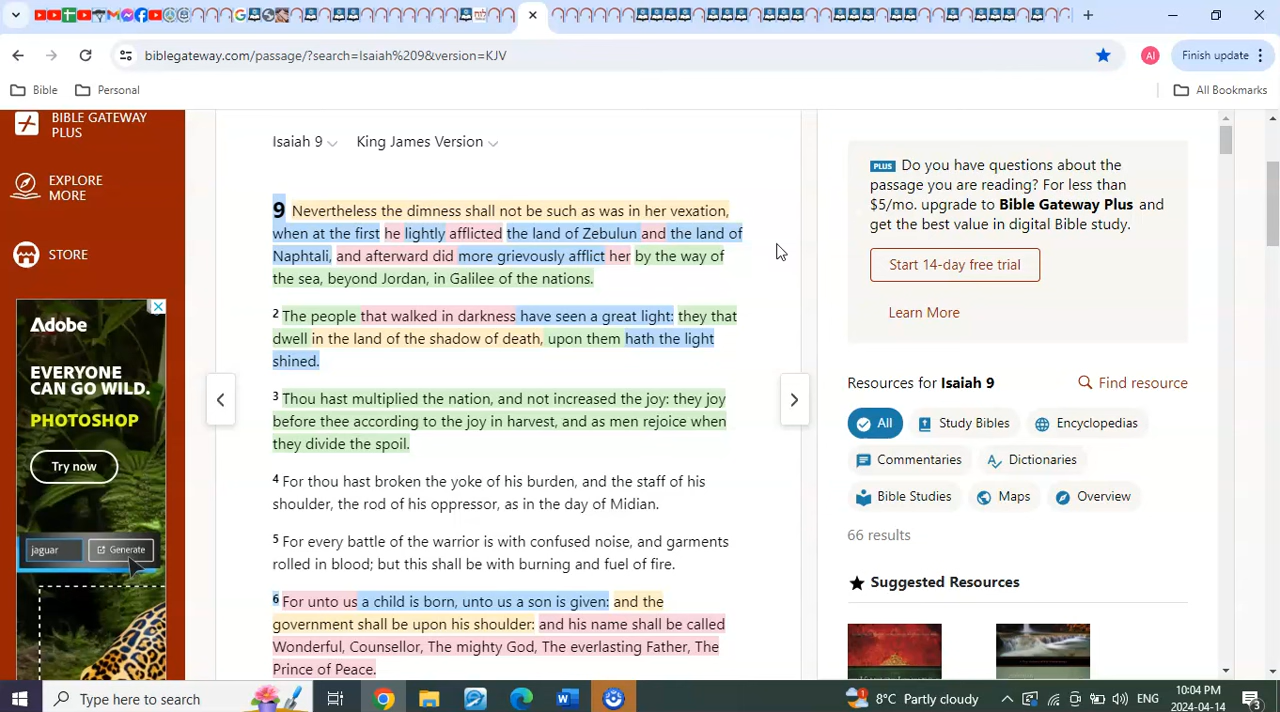 biblegateway.com/passage/?search=Isaiah%209&version=KJV
AI
Finish update
Bible
Personal
All Bookmarks
BIBLE GATEWAY
PLUS
EXPLORE
MORE
STORE
Adobe
EVERYONE
CAN GO WILD.
PHOTOSHOP
Try now
jaguar
Generate
Isaiah 9
King James Version
9 Nevertheless the dimness shall not be such as was in her vexation,
when at the first he lightly afflicted the land of Zebulun and the land of
Naphtali, and afterward did more grievously afflict her by the way of
the sea, beyond Jordan, in Galilee of the nations.
2 The people that walked in darkness have seen a great light: they that
dwell in the land of the shadow of death, upon them hath the light
shined.
3 Thou hast multiplied the nation, and not increased the joy: they joy
before thee according to the joy in harvest, and as men rejoice when
they divide the spoil.
4 For thou hast broken the yoke of his burden, and the staff of his
shoulder, the rod of his oppressor, as in the day of Midian.
5 For every battle of the warrior is with confused noise, and garments
rolled in blood; but this shall be with burning and fuel of fire.
6 For unto us a child is born, unto us a son is given: and the
government shall be upon his shoulder: and his name shall be called
Wonderful, Counsellor, The mighty God, The everlasting Father, The
Prince of Peace.
PLUS Do you have questions about the
passage you are reading? For less than
$5/mo. upgrade to Bible Gateway Plus and
get the best value in digital Bible study.
Start 14-day free trial
Learn More
Resources for Isaiah 9
Find resource
All
Study Bibles
Encyclopedias
Commentaries
Dictionaries
Bible Studies
Maps
Overview
66 results
Suggested Resources
Type here to search
8°C Partly cloudy
ENG
10:04 PM
2024-04-14
3